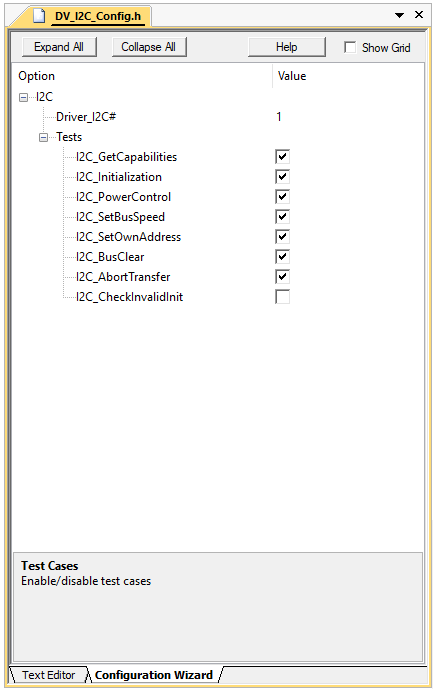 DV_I2C_Config.h
Expand All Collapse All Help Show Grid
Option Value
I2C
Driver_I2C# 1
Tests
I2C_GetCapabilities
I2C_Initialization
I2C_PowerControl
I2C_SetBusSpeed
I2C_SetOwnAddress
I2C_BusClear
I2C_AbortTransfer
I2C_CheckInvalidInit
Test Cases
Enable/disable test cases
Text Editor Configuration Wizard